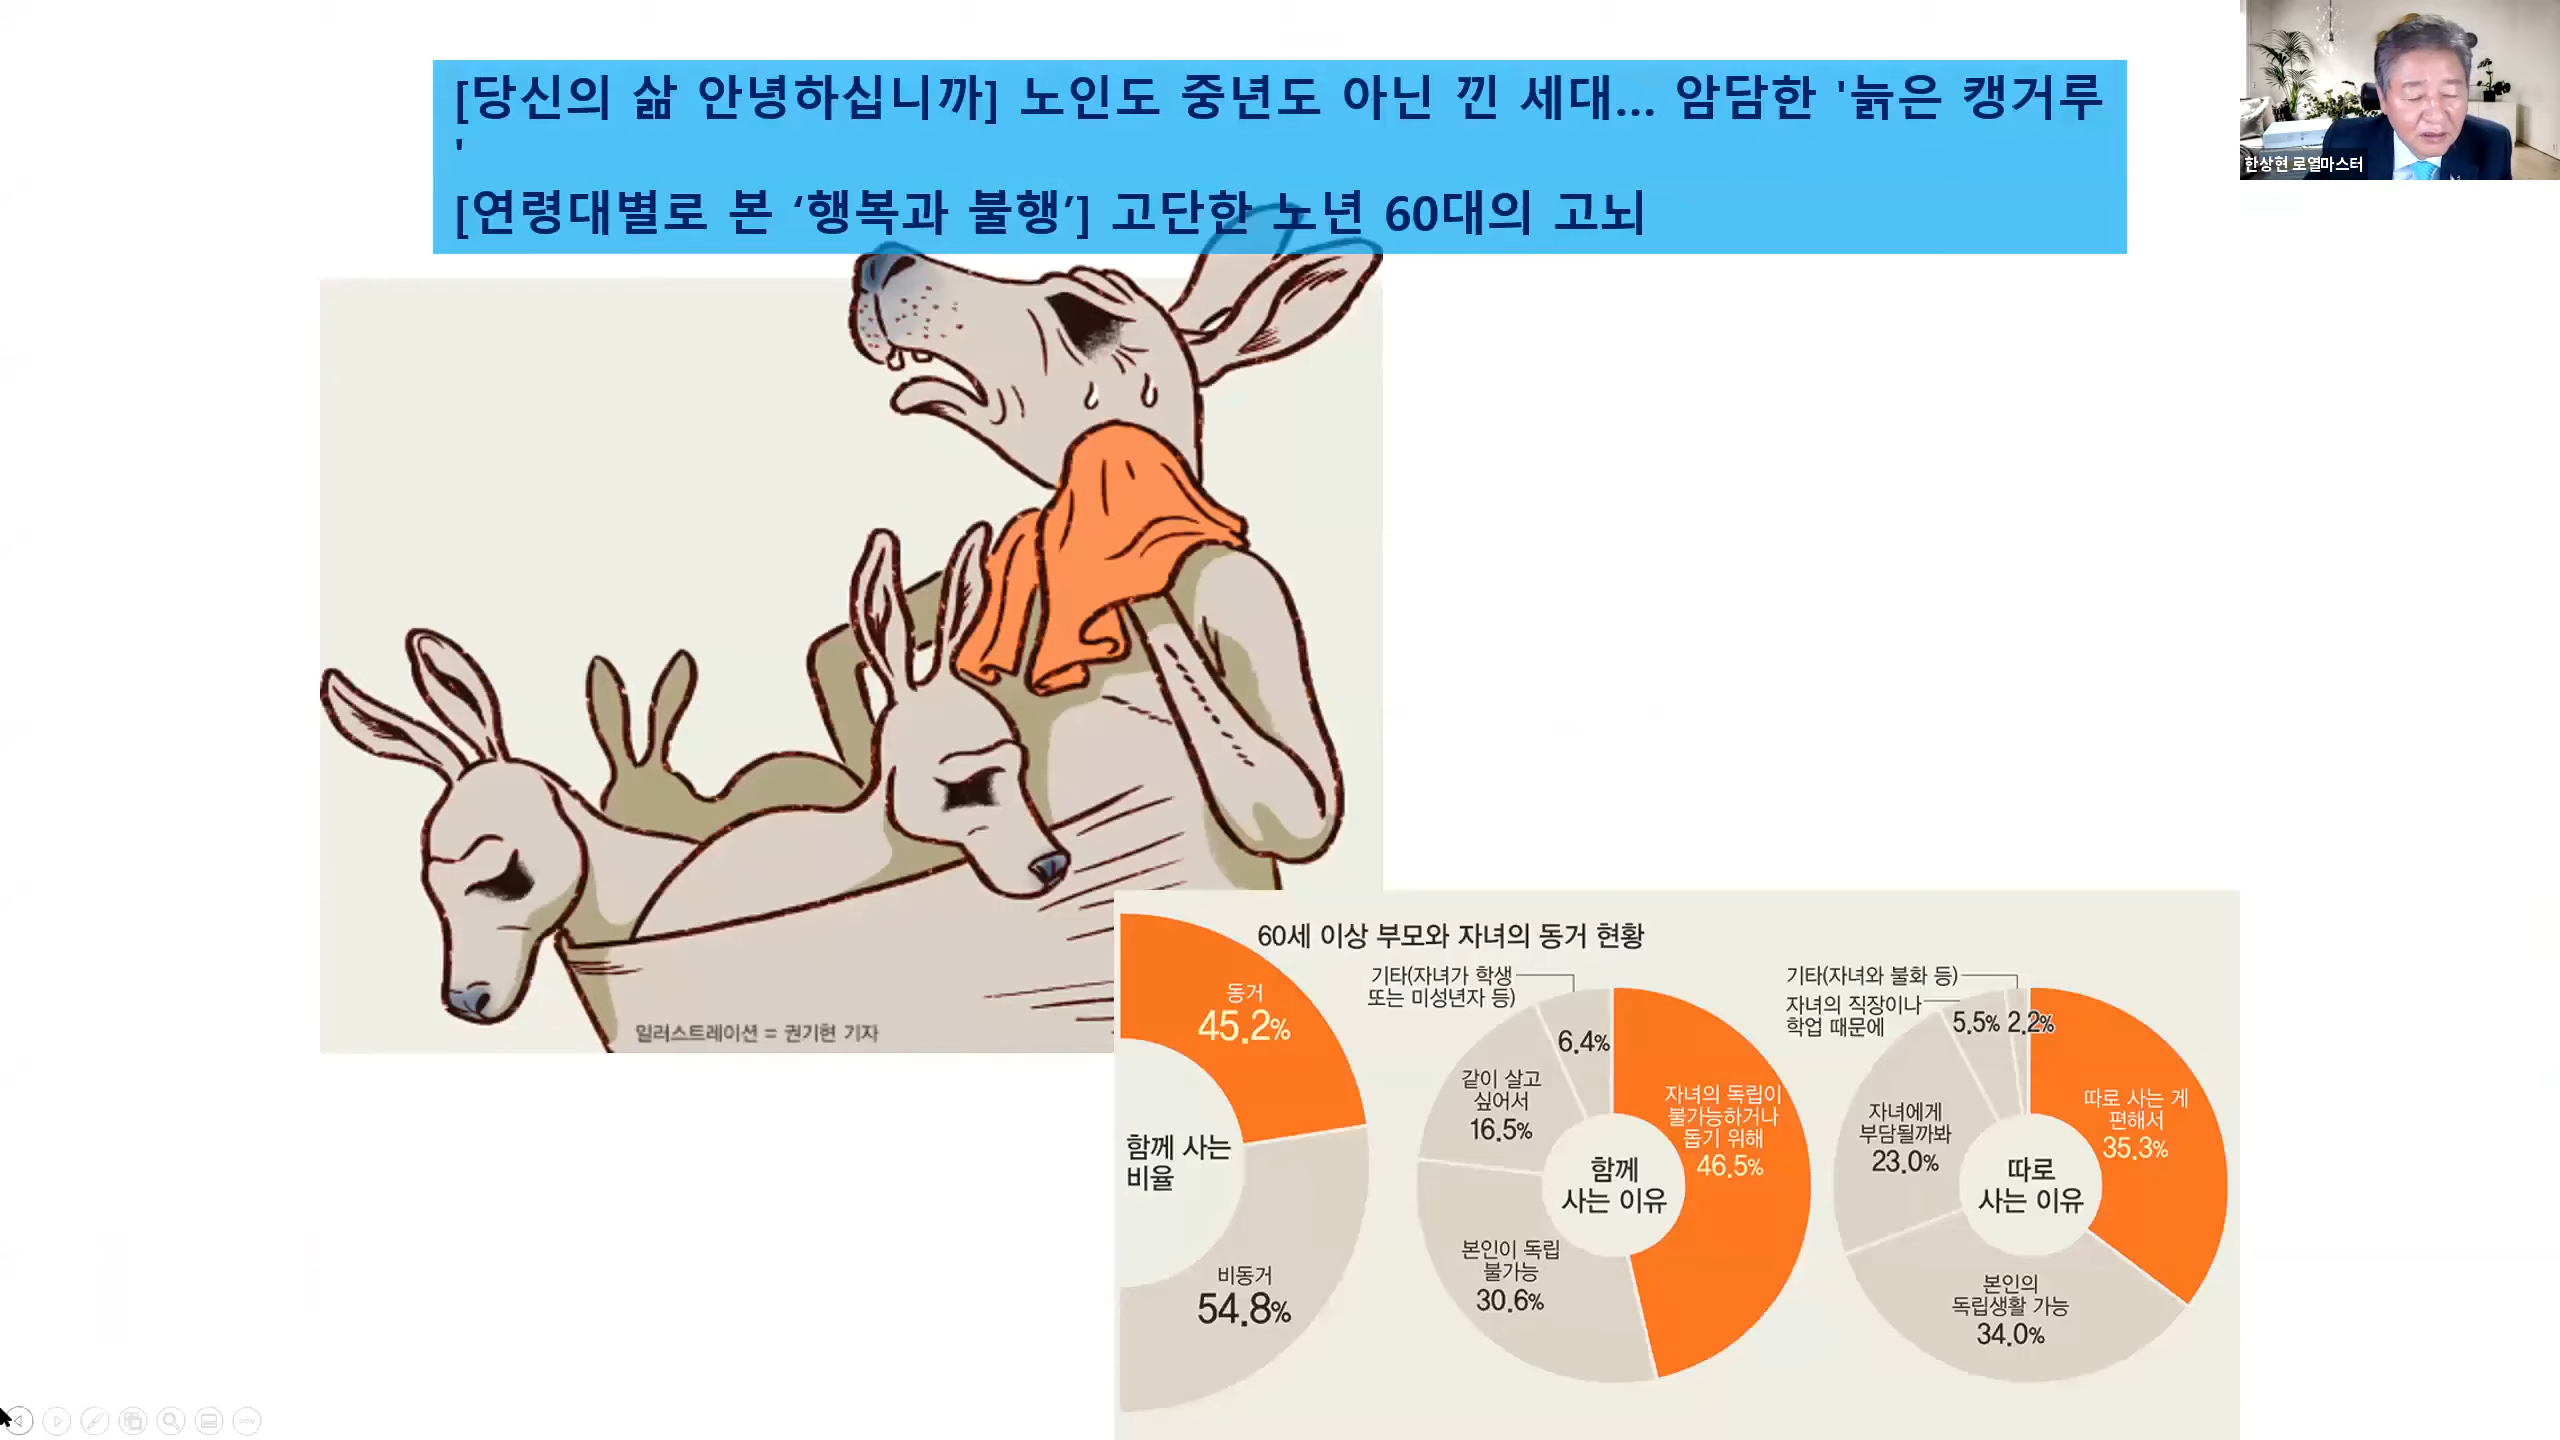 [당신의 삶 안녕하십니까] 노인도 중년도 아닌 낀 세대... 암담한 '늙은 캥거루
'
[연령대별로 본 ‘행복과 불행’] 고단한 노년 60대의 고뇌
한상현 로열마스터
일러스트레이션 = 권기현 기자
60세 이상 부모와 자녀의 동거 현황
동거
45.2%
함께 사는
비율
비동거
54.8%
기타(자녀가 학생
또는 미성년자 등)
6.4%
같이 살고
싶어서
16.5%
자녀의 독립이
불가능하거나
돕기 위해
46.5%
함께
사는 이유
본인이 독립
불가능
30.6%
기타(자녀와 불화 등)
자녀의 직장이나
학업 때문에
5.5% 2.2%
자녀에게
부담될까봐
23.0%
따로 사는 게
편해서
35.3%
따로
사는 이유
본인의
독립생활 가능
34.0%